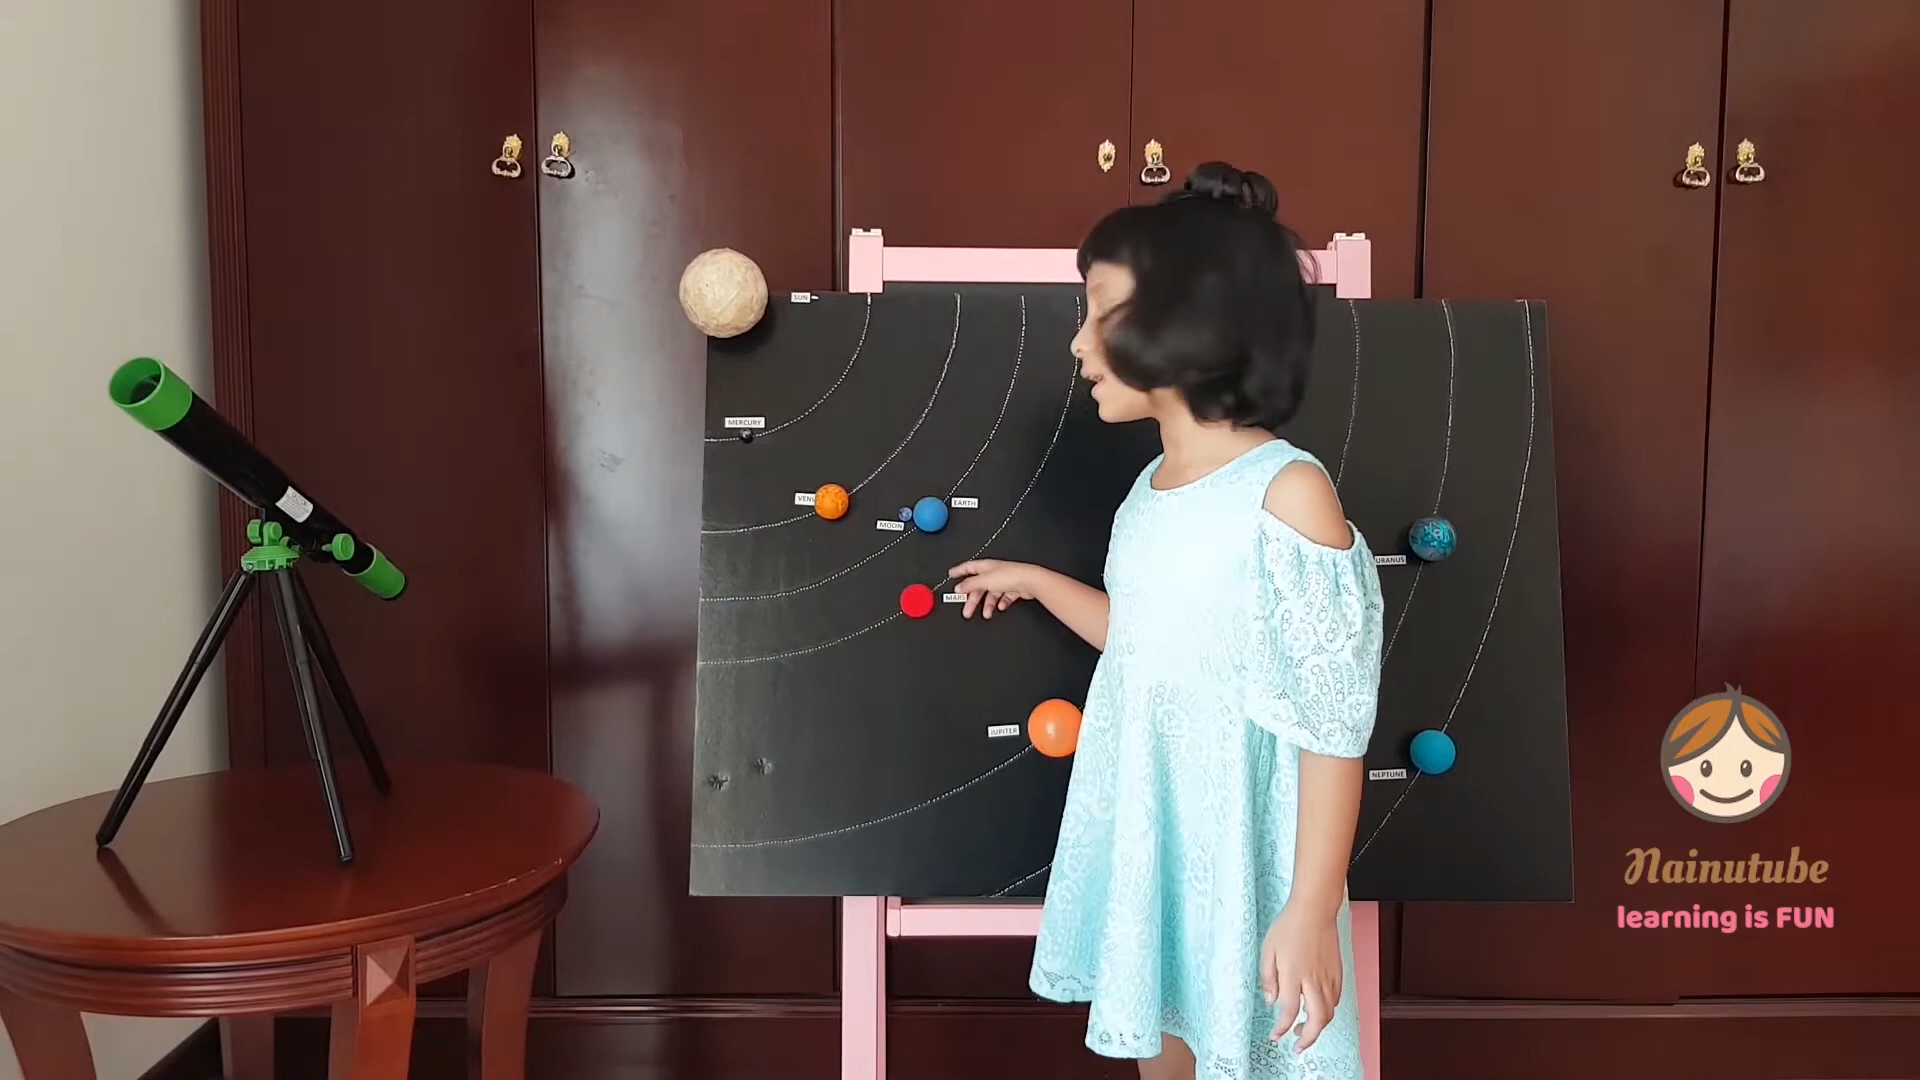 SUN
MERCURY
VENU
EARTH
MOON
MARS
URANUS
JUPITER
NEPTUNE
Nainutube
learning is FUN